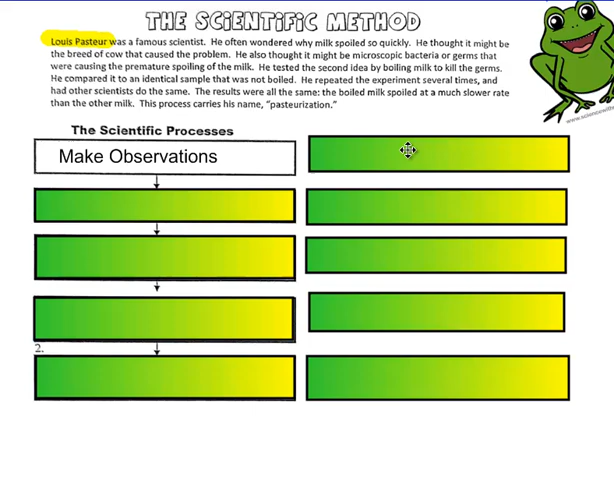 THE SCIENTIFIC METHOD
Louis Pasteur was a famous scientist. He often wondered why milk spoiled so quickly. He thought it might be
the breed of cow that caused the problem. He also thought it might be microscopic bacteria or germs that
were causing the premature spoiling of the milk. He tested the second idea by boiling milk to kill the germs.
He compared it to an identical sample that was not boiled. He repeated the experiment several times, and
had other scientists do the same. The results were all the same: the boiled milk spoiled at a much slower rate
than the other milk. This process carries his name, “pasteurization.”
The Scientific Processes
Make Observations
2.